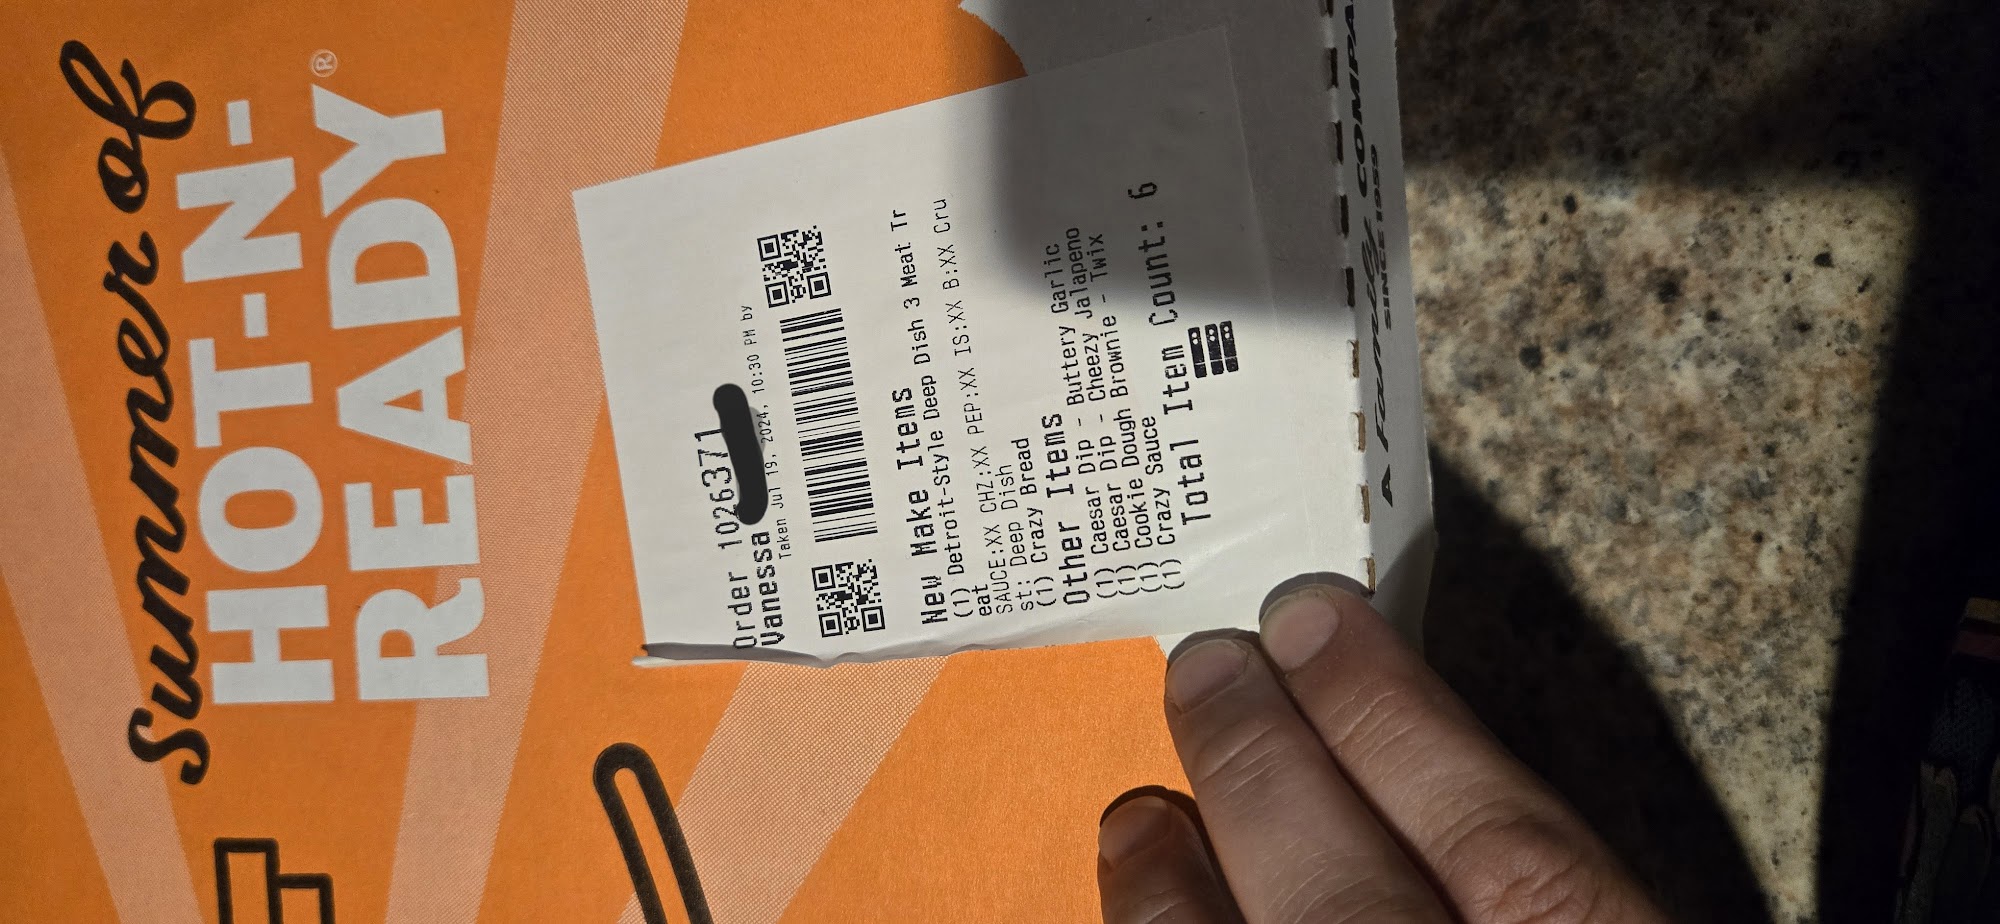 summer of
HOT-N-
READY®
Order 1026371
Vanessa
Taken Jul 19, 2024, 10:30 PM by
New Make Items
(1) Detroit-Style Deep Dish 3 Meat Tr
eat
SAUCE:XX CHZ:XX PEP:XX IS:XX B:XX Cru
st: Deep Dish
(1) Crazy Bread
Other Items
(1) Caesar Dip - Buttery Garlic
(1) Caesar Dip - Cheezy Jalapeno
(1) Cookie Dough Brownie - Twix
(1) Crazy Sauce
Total Item Count: 6
A Family COMPA
SINCE 1959